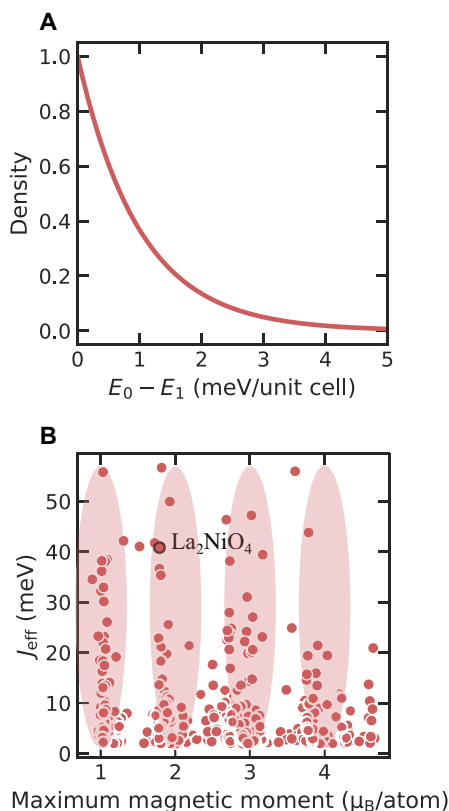 A
1.0
0.8
0.6
0.4
0.2
0.0
Density
0 1 2 3 4 5
E₀ − E₁ (meV/unit cell)
B
50
40
30
20
10
0
J_eff (meV)
La₂NiO₄
1 2 3 4
Maximum magnetic moment (μ_B/atom)